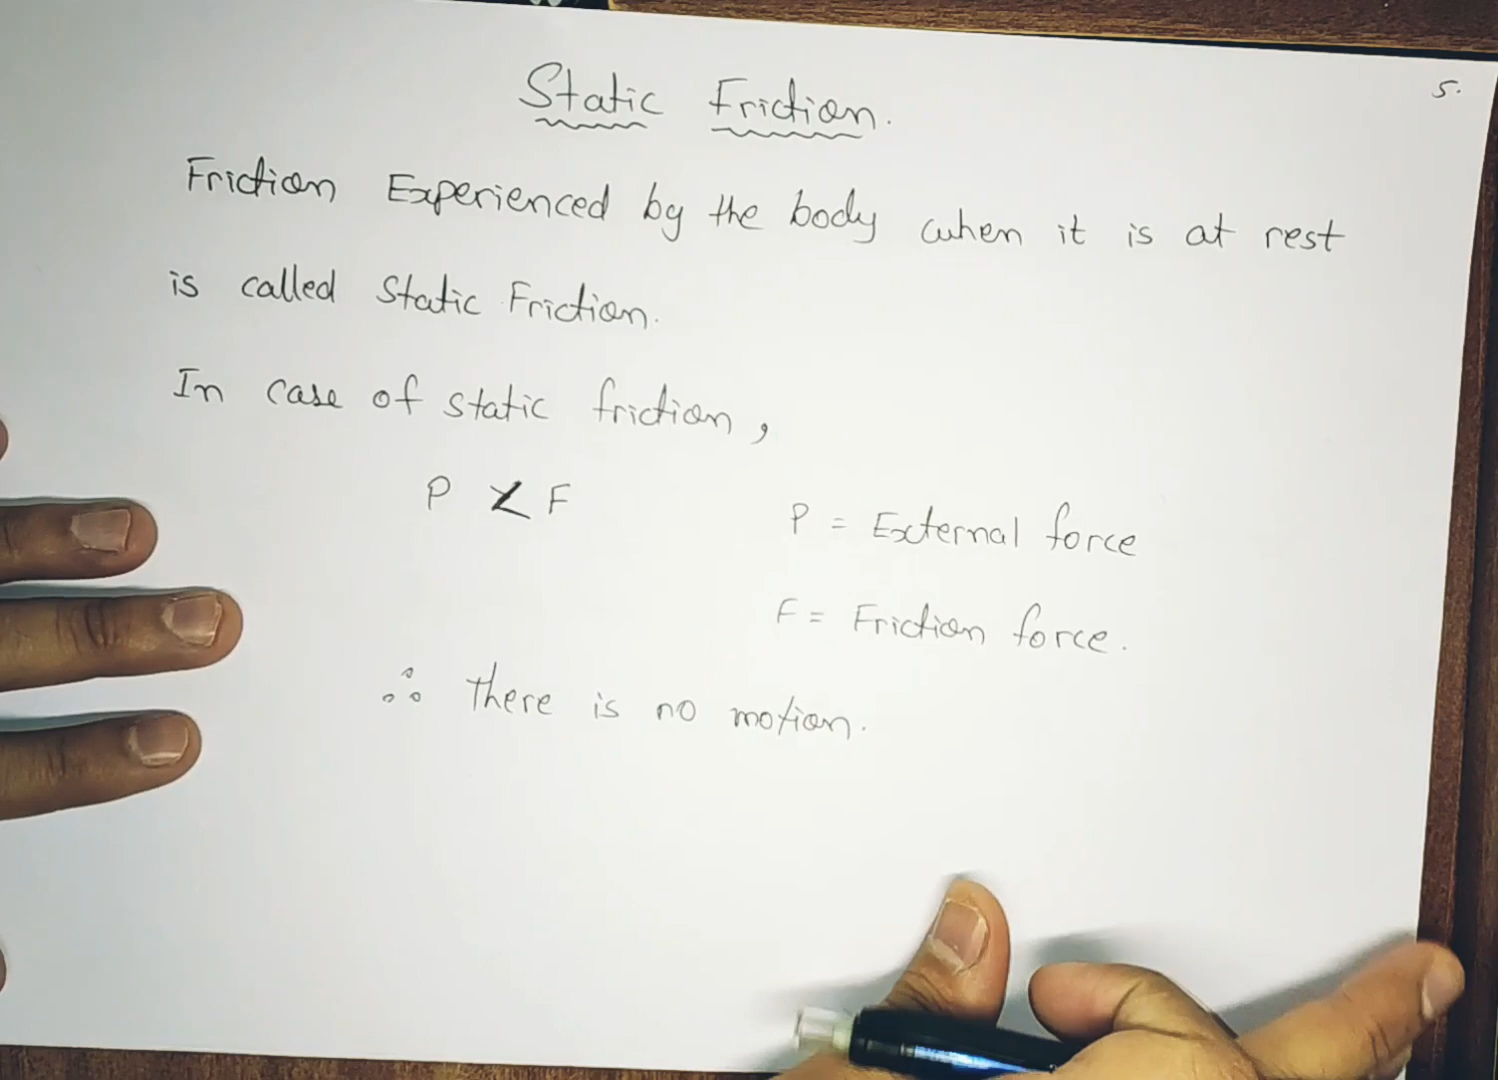 5.
Static Friction.
Friction Experienced by the body when it is at rest
is called Static Friction.
In case of static friction,
P < F
P = External force
F = Friction force.
∴ there is no motion.